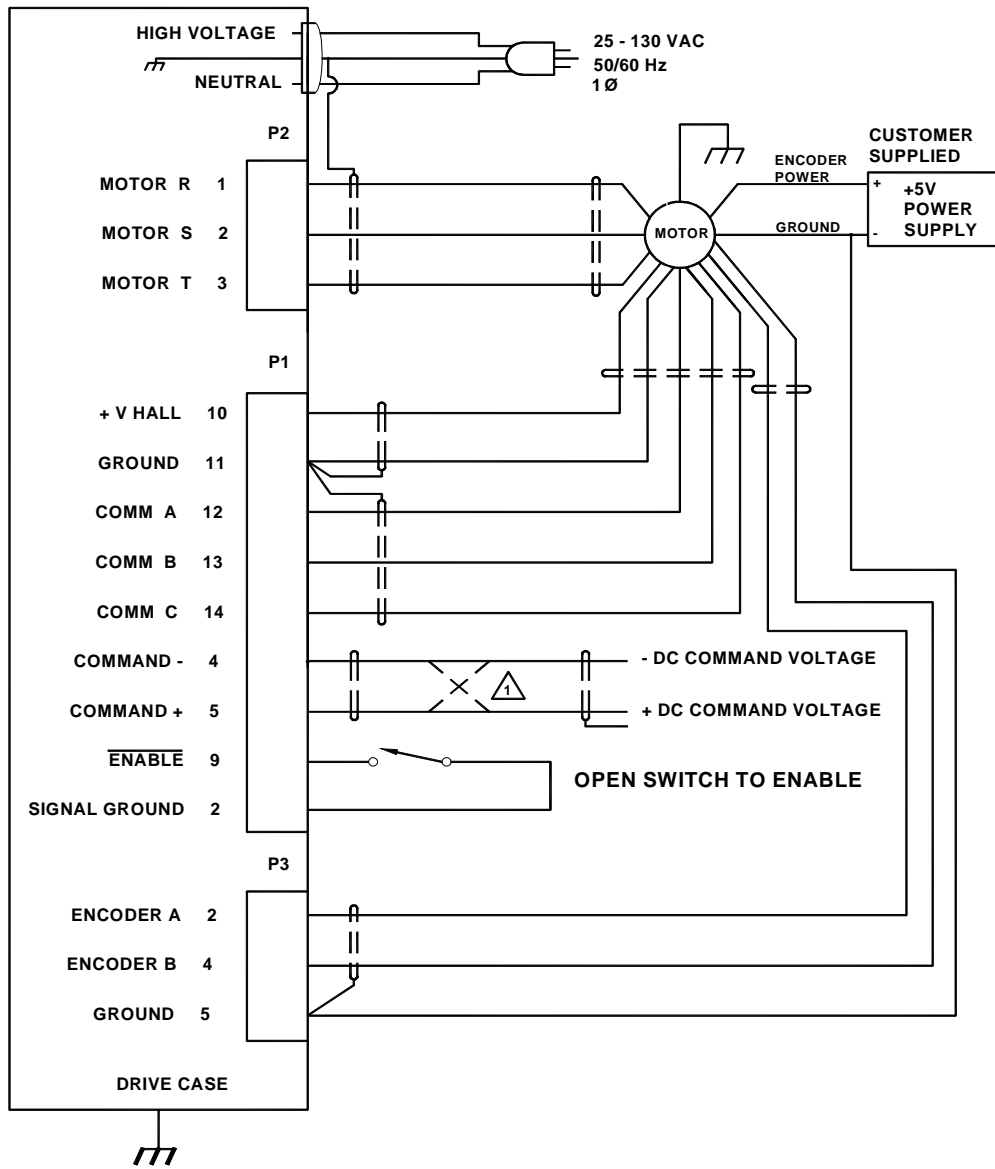 HIGH VOLTAGE
NEUTRAL
25 - 130 VAC
50/60 Hz
1 Ø
P2
MOTOR R 1
MOTOR S 2
MOTOR T 3
MOTOR
ENCODER
POWER
GROUND
CUSTOMER
SUPPLIED
+ +5V
POWER
- SUPPLY
P1
+ V HALL 10
GROUND 11
COMM A 12
COMM B 13
COMM C 14
COMMAND - 4
COMMAND + 5
ENABLE 9
SIGNAL GROUND 2
1
- DC COMMAND VOLTAGE
+ DC COMMAND VOLTAGE
OPEN SWITCH TO ENABLE
P3
ENCODER A 2
ENCODER B 4
GROUND 5
DRIVE CASE